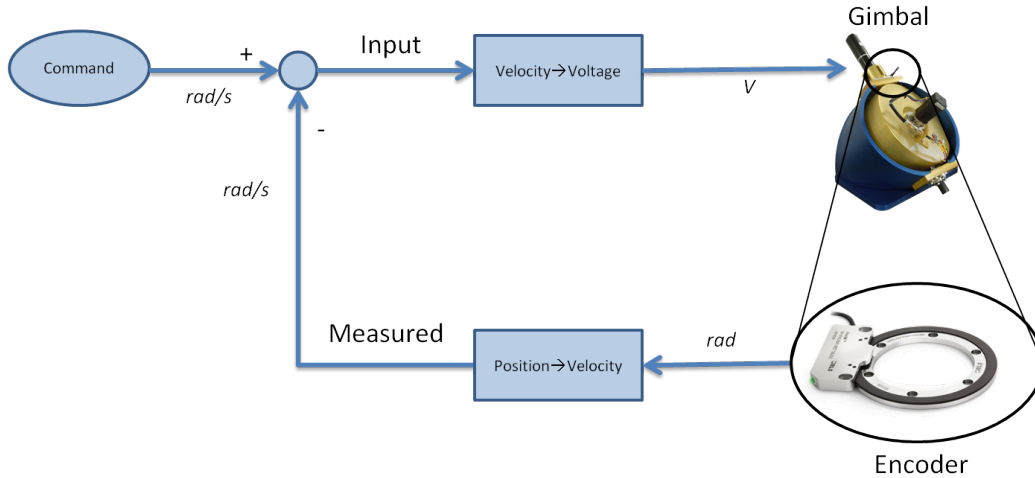 Gimbal
Input
+
Command
Velocity→Voltage
rad/s
V
-
rad/s
Measured
rad
Position→Velocity
Encoder